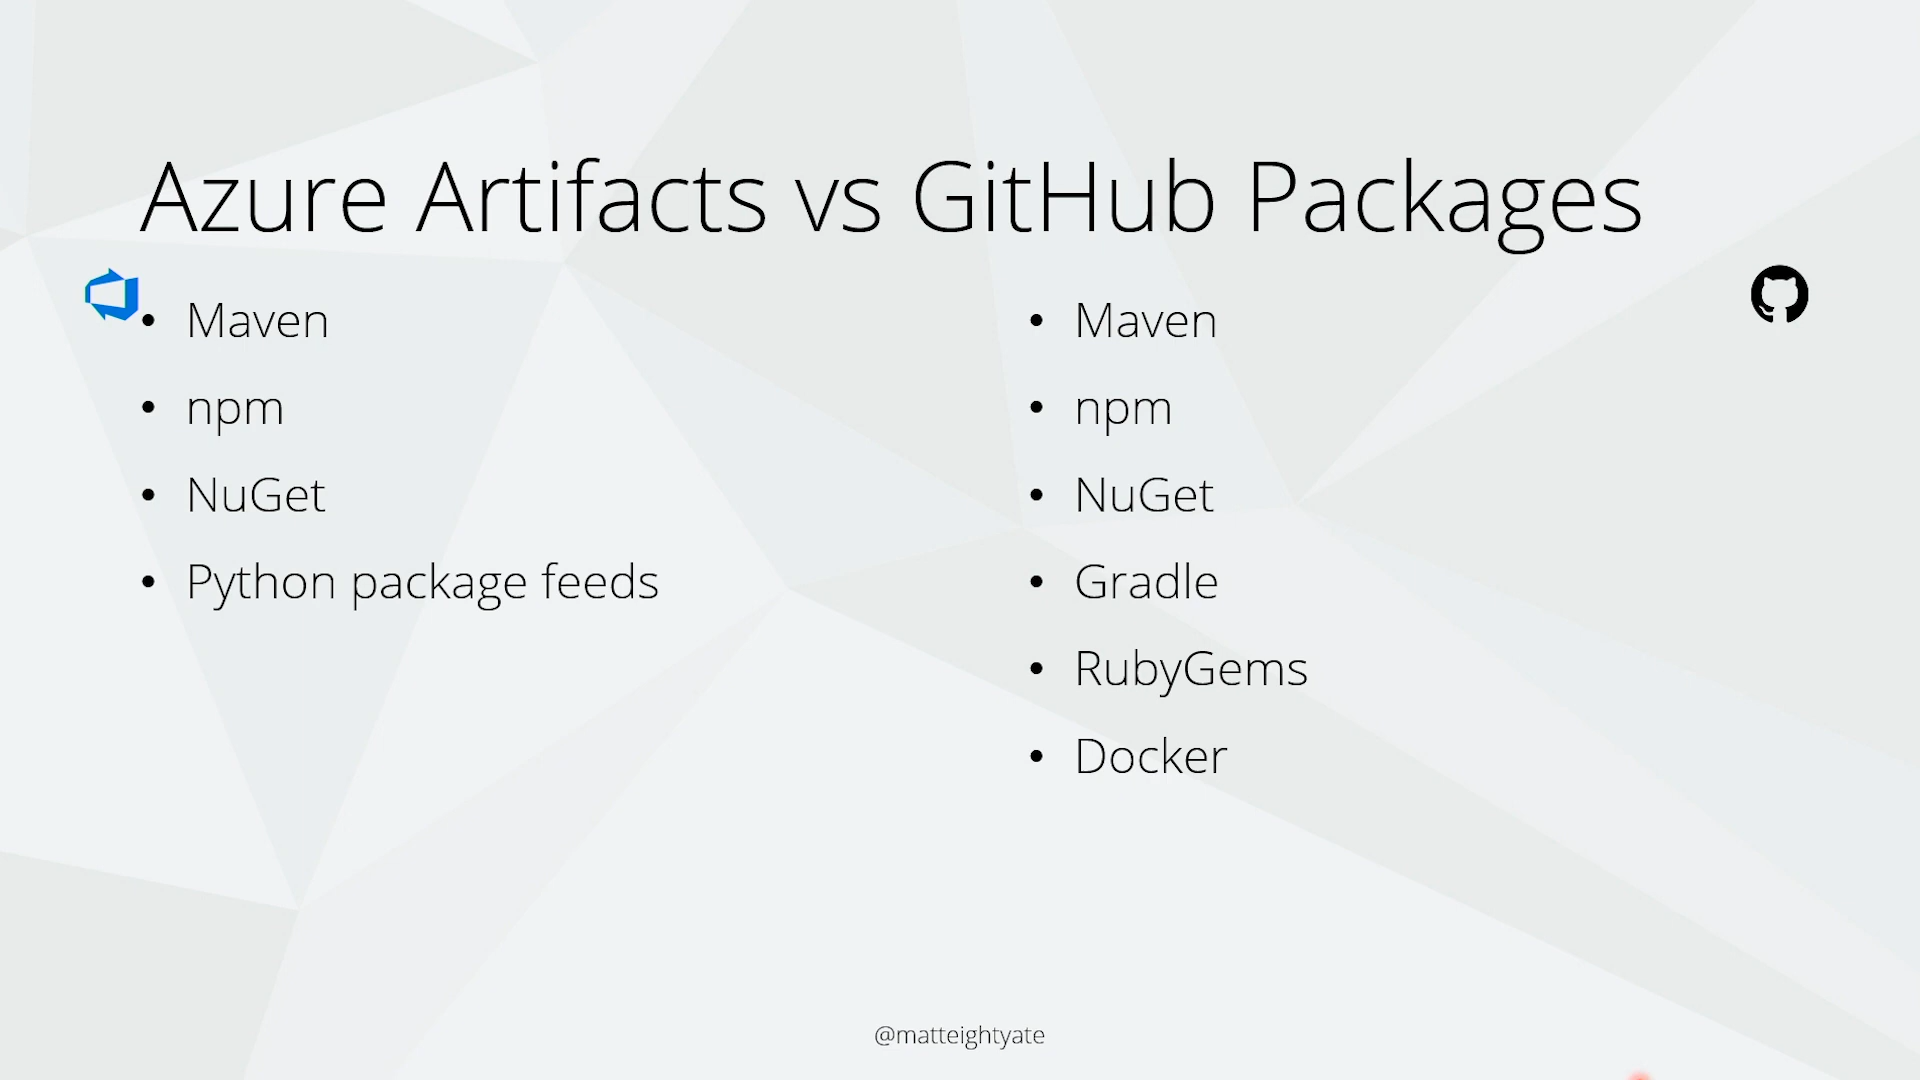 Azure Artifacts vs GitHub Packages
• Maven
• npm
• NuGet
• Python package feeds
• Maven
• npm
• NuGet
• Gradle
• RubyGems
• Docker
@matteightyate